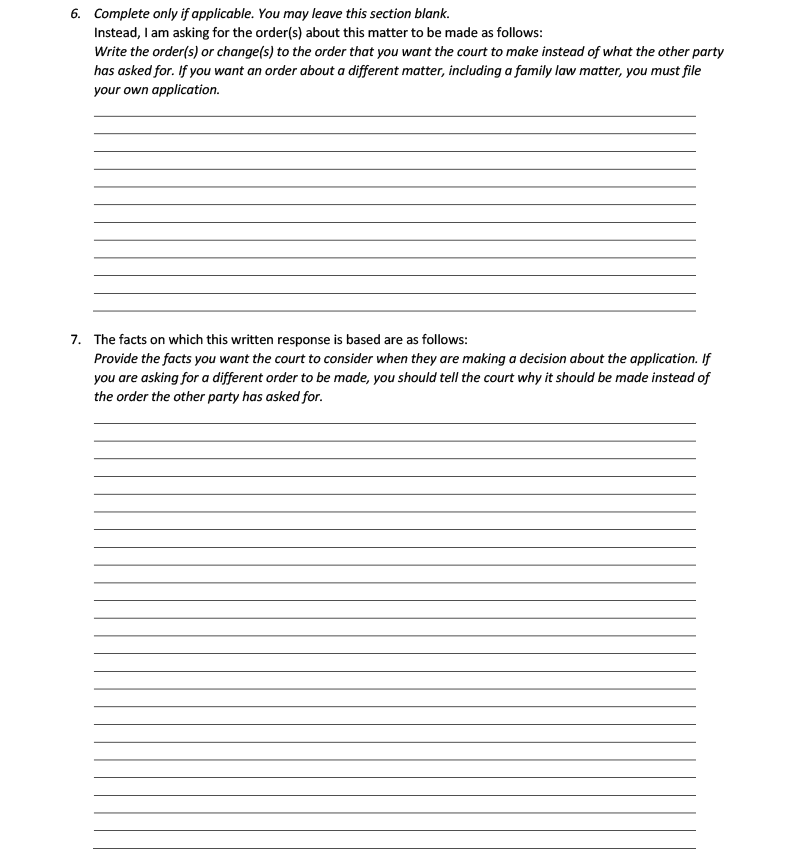 6. Complete only if applicable. You may leave this section blank.
Instead, I am asking for the order(s) about this matter to be made as follows:
Write the order(s) or change(s) to the order that you want the court to make instead of what the other party
has asked for. If you want an order about a different matter, including a family law matter, you must file
your own application.
7. The facts on which this written response is based are as follows:
Provide the facts you want the court to consider when they are making a decision about the application. If
you are asking for a different order to be made, you should tell the court why it should be made instead of
the order the other party has asked for.